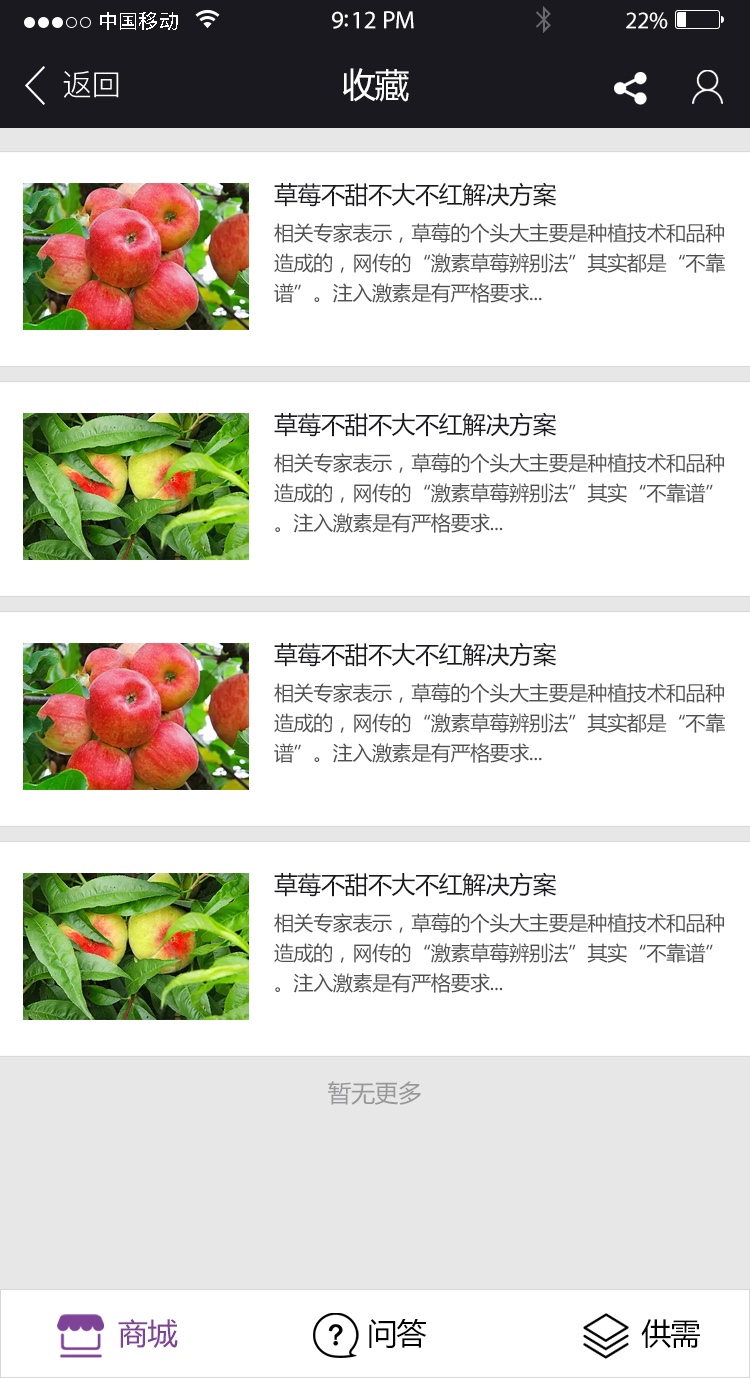 中国移动 9:12 PM 22%
返回 收藏
草莓不甜不大不红解决方案
相关专家表示，草莓的个头大主要是种植技术和品种
造成的，网传的“激素草莓辨别法”其实都是“不靠
谱”。注入激素是有严格要求...
草莓不甜不大不红解决方案
相关专家表示，草莓的个头大主要是种植技术和品种
造成的，网传的“激素草莓辨别法”其实“不靠谱”
。注入激素是有严格要求...
草莓不甜不大不红解决方案
相关专家表示，草莓的个头大主要是种植技术和品种
造成的，网传的“激素草莓辨别法”其实都是“不靠
谱”。注入激素是有严格要求...
草莓不甜不大不红解决方案
相关专家表示，草莓的个头大主要是种植技术和品种
造成的，网传的“激素草莓辨别法”其实“不靠谱”
。注入激素是有严格要求...
暂无更多
商城 问答 供需